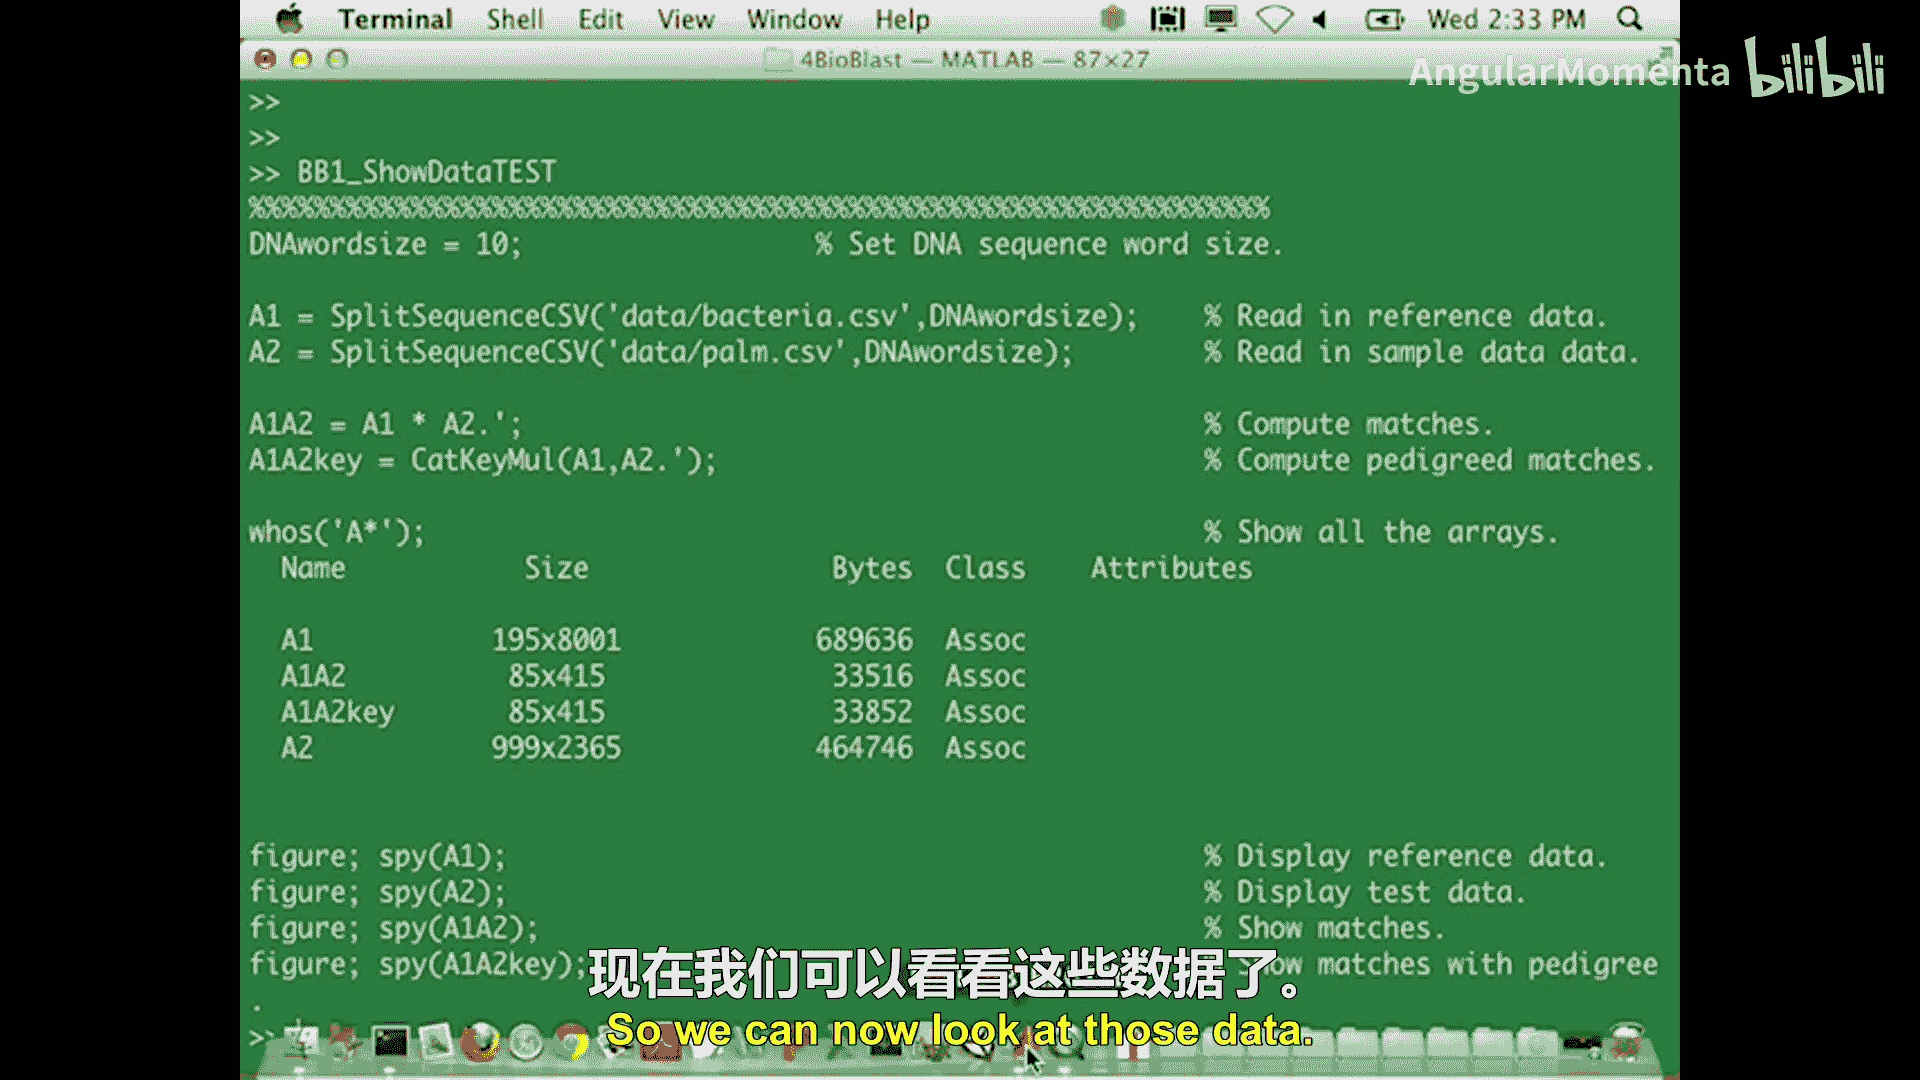 Terminal Shell Edit View Window Help Wed 2:33 PM
4BioBlast — MATLAB — 87×27
AngularMomenta bilibili
>>
>>
>> BB1_ShowDataTEST
DNAwordsize = 10; % Set DNA sequence word size.
A1 = SplitSequenceCSV('data/bacteria.csv',DNAwordsize); % Read in reference data.
A2 = SplitSequenceCSV('data/palm.csv',DNAwordsize); % Read in sample data data.
A1A2 = A1 * A2.'; % Compute matches.
A1A2key = CatKeyMul(A1,A2.'); % Compute pedigreed matches.
whos('A*'); % Show all the arrays.
Name Size Bytes Class Attributes
A1 195x8001 689636 Assoc
A1A2 85x415 33516 Assoc
A1A2key 85x415 33852 Assoc
A2 999x2365 464746 Assoc
figure; spy(A1); % Display reference data.
figure; spy(A2); % Display test data.
figure; spy(A1A2); % Show matches.
figure; spy(A1A2key); matches with pedigree
.
>>
现在我们可以看看这些数据了。
So we can now look at those data.